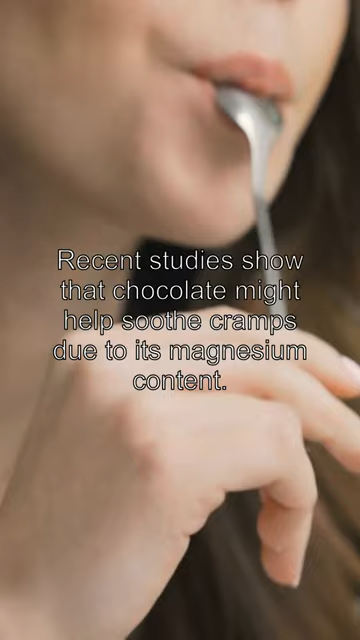 Recent studies show
that chocolate might
help soothe cramps
due to its magnesium
content.